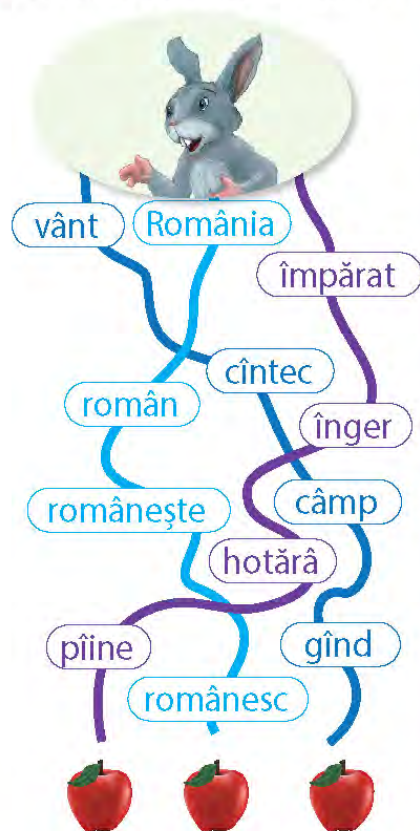 vânt
România
împărat
cîntec
român
înger
câmp
românește
hotărâ
pîine
gînd
românesc